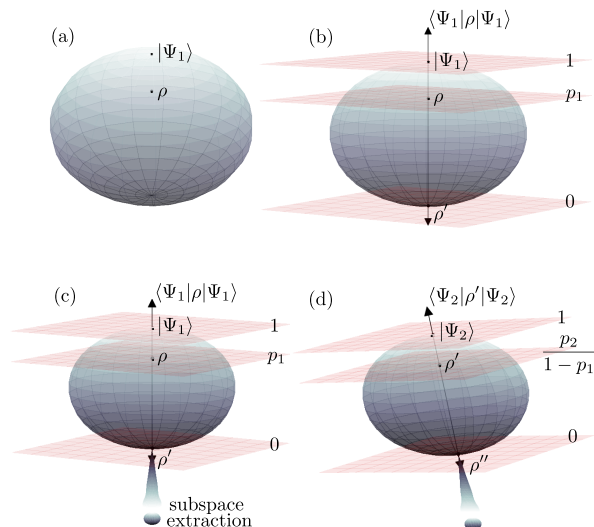 (a)
|Ψ₁⟩
ρ
(b)
⟨Ψ₁|ρ|Ψ₁⟩
|Ψ₁⟩
1
ρ
p₁
0
ρ′
(c)
⟨Ψ₁|ρ|Ψ₁⟩
|Ψ₁⟩
1
ρ
p₁
0
ρ′
subspace
extraction
(d)
⟨Ψ₂|ρ′|Ψ₂⟩
|Ψ₂⟩
1
ρ′
p₂
1 − p₁
0
ρ′′